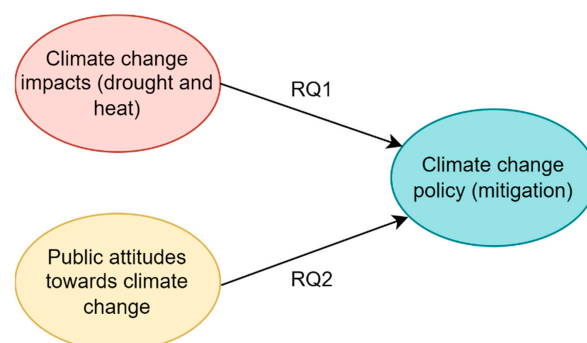 Climate change
impacts (drought and
heat)
RQ1
Climate change
policy (mitigation)
Public attitudes
towards climate
change
RQ2